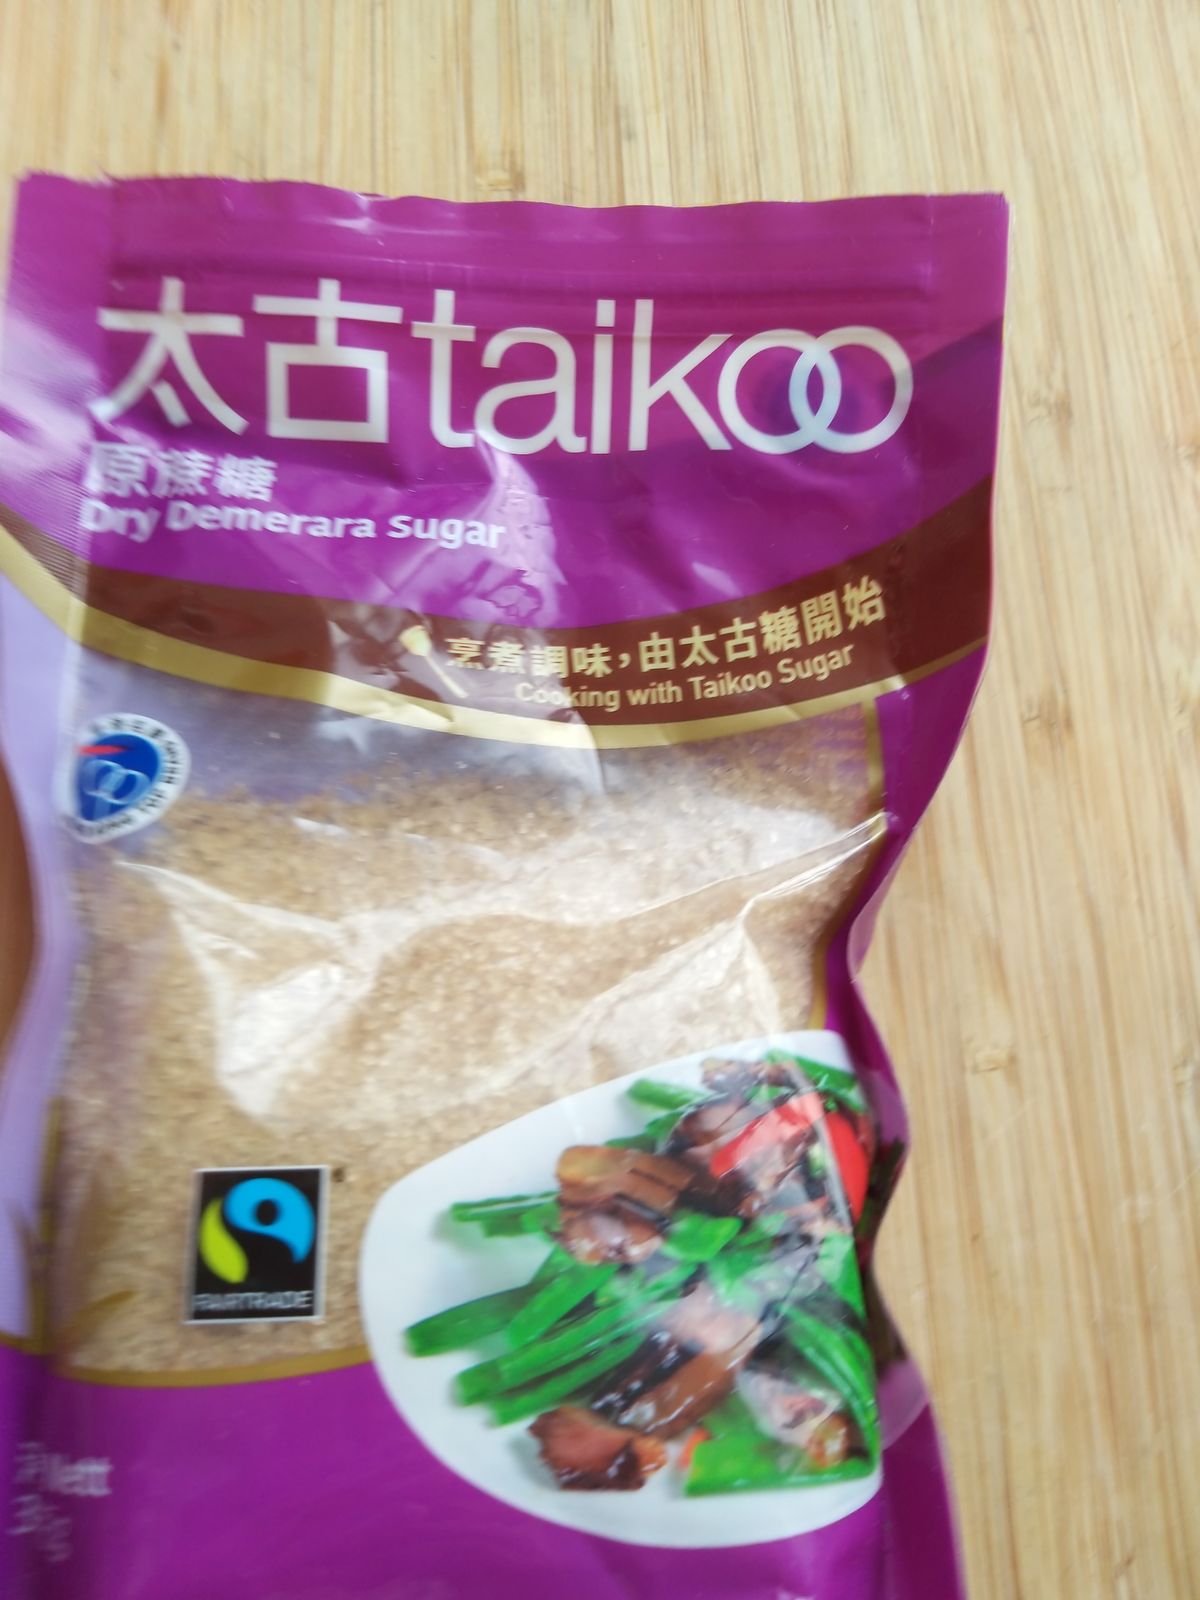 太古taikoo
原蔗糖
Dry Demerara Sugar
烹煮調味，由太古糖開始
Cooking with Taikoo Sugar
FAIRTRADE
Nett